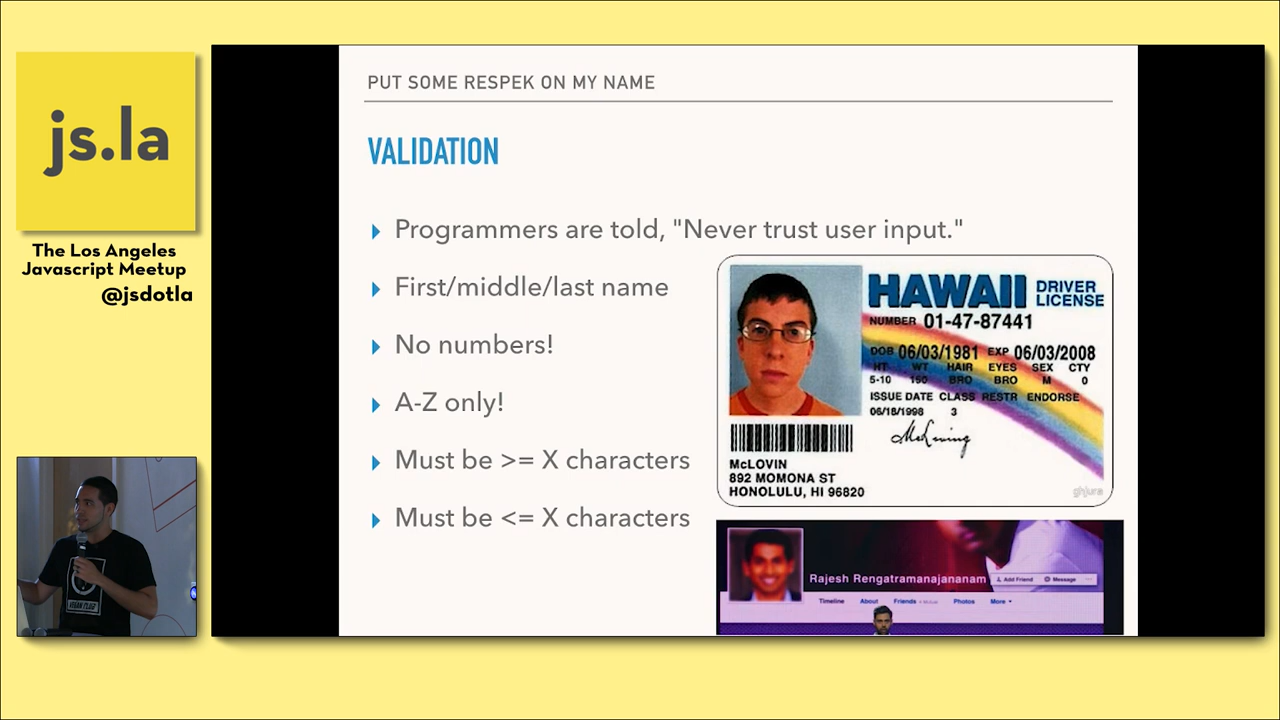 js.la
The Los Angeles
Javascript Meetup
@jsdotla
PUT SOME RESPEK ON MY NAME
VALIDATION
Programmers are told, "Never trust user input."
First/middle/last name
No numbers!
A-Z only!
Must be >= X characters
Must be <= X characters
HAWAII DRIVER LICENSE
NUMBER 01-47-87441
DOB 06/03/1981 EXP 06/03/2008
HT WT HAIR EYES SEX CTY
5-10 150 BRO BRO M 0
ISSUE DATE CLASS RESTR ENDORSE
06/18/1998 3
McLOVIN
892 MOMONA ST
HONOLULU, HI 96820
ghjura
Rajesh Rengatramanajananam Add Friend Message
Timeline About Friends Photos More